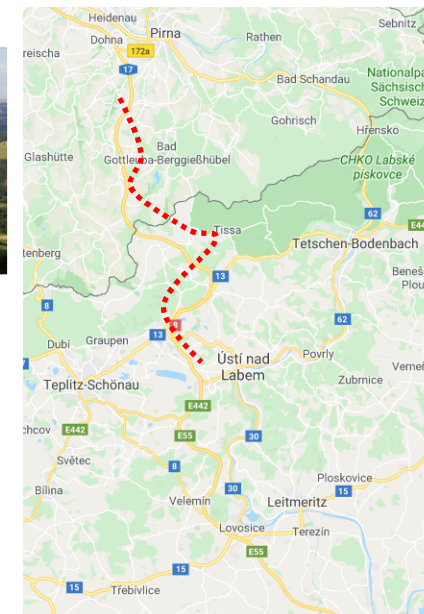 Heidenau
Sebnitz
Dohna
Pirna
Rathen
172a
reischa
17
Bad Schandau
Nationalpa
Sächsisch
Schweiz
Gohrisch
Hřensko
Bad
Gottleuba-Berggießhübel
Glashütte
CHKO Labské
pískovce
62
E44
Tissa
Tetschen-Bodenbach
tenberg
13
Beneš
Plou
8
62
8
13
Dubí
Graupen
Ústí nad
Labem
Povrly
Verneř
Teplitz-Schönau
Zubrnice
E442
hcov
E442
E55
30
Světec
8
Ploskovice
Bílina
30
15
Velemín
Leitmeritz
Lovosice
Terezín
E55
15
15
Třebívlice